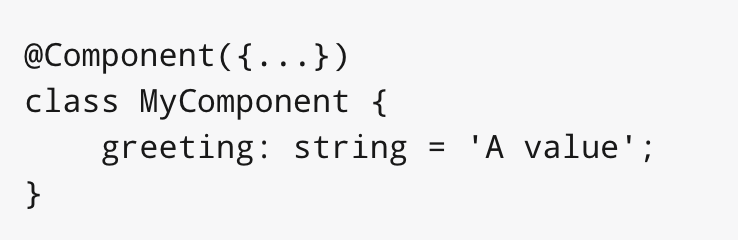 @Component({...})
class MyComponent {
    greeting: string = 'A value';
}